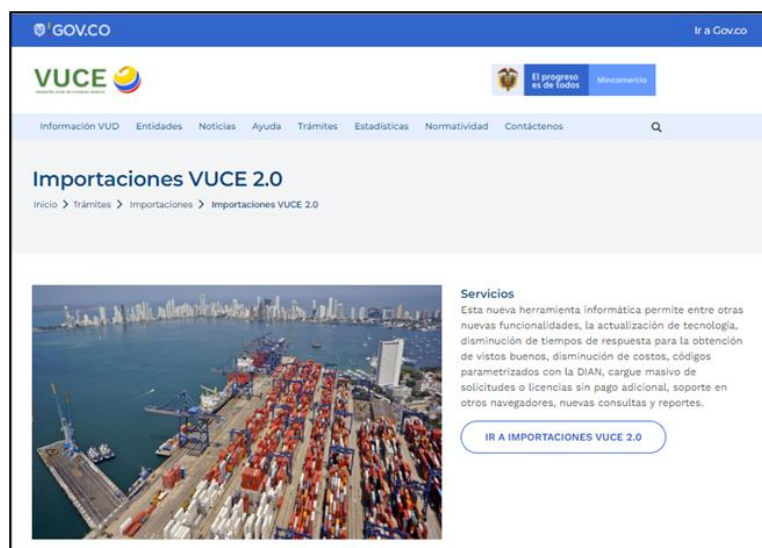 GOV.CO
Ir a Gov.co
VUCE
El progreso
es de todos
Mincomercio
Información VUD Entidades Noticias Ayuda Trámites Estadísticas Normatividad Contáctenos
Importaciones VUCE 2.0
Inicio > Trámites > Importaciones > Importaciones VUCE 2.0
Servicios
Esta nueva herramienta informática permite entre otras
nuevas funcionalidades, la actualización de tecnología,
disminución de tiempos de respuesta para la obtención
de vistos buenos, disminución de costos, códigos
parametrizados con la DIAN, cargue masivo de
solicitudes o licencias sin pago adicional, soporte en
otros navegadores, nuevas consultas y reportes.
IR A IMPORTACIONES VUCE 2.0